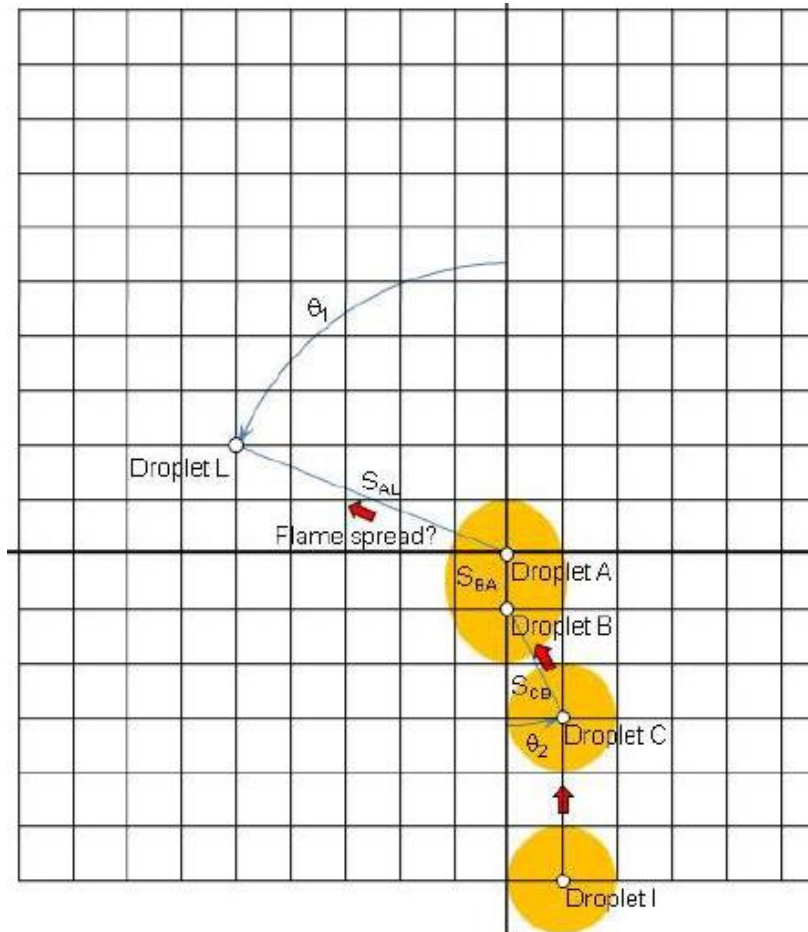 θ1
Droplet L
SAL
Flame spread?
SBA
Droplet A
Droplet B
SCB
θ2
Droplet C
Droplet I